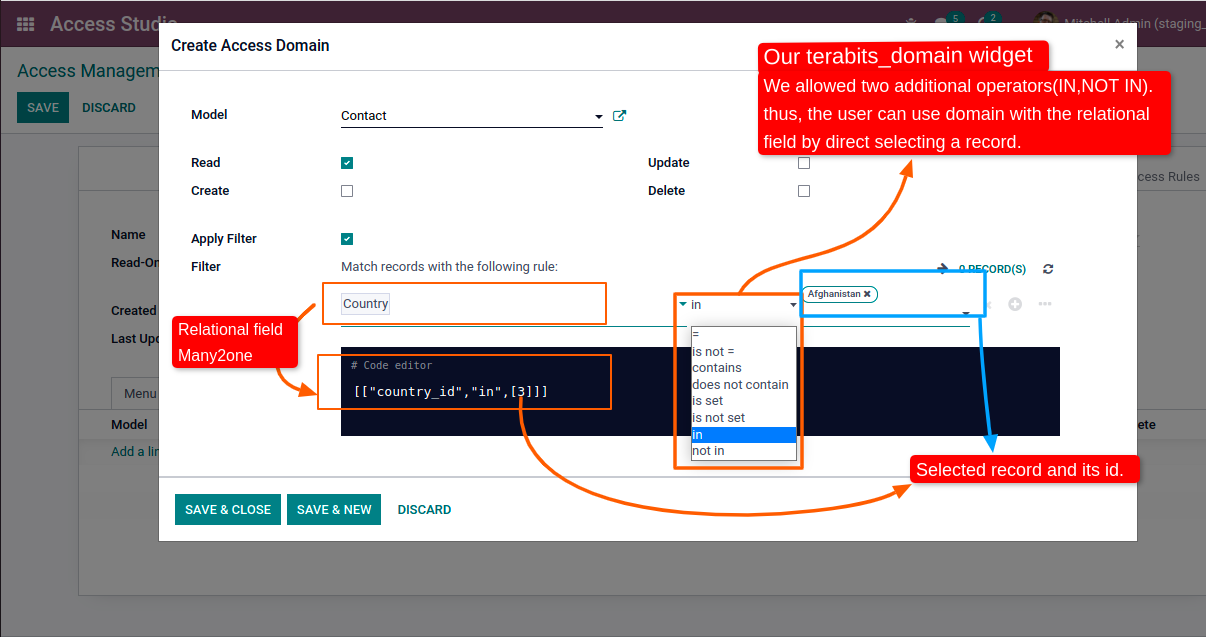 Access Studio
5
2
Mitchell Admin (staging_
Create Access Domain
×
Our terabits_domain widget
We allowed two additional operators(IN,NOT IN).
thus, the user can use domain with the relational
field by direct selecting a record.
Access Managem
SAVE
DISCARD
Model
Contact
Read
Update
Create
Delete
cess Rules
Name
Read-On
Apply Filter
Filter
Match records with the following rule:
0 RECORD(S)
Country
in
Afghanistan ×
Created
Last Upd
Relational field
Many2one
=
is not =
contains
does not contain
is set
is not set
in
not in
# Code editor
[["country_id","in",[3]]]
Menu
Model
ete
Add a lin
Selected record and its id.
SAVE & CLOSE
SAVE & NEW
DISCARD